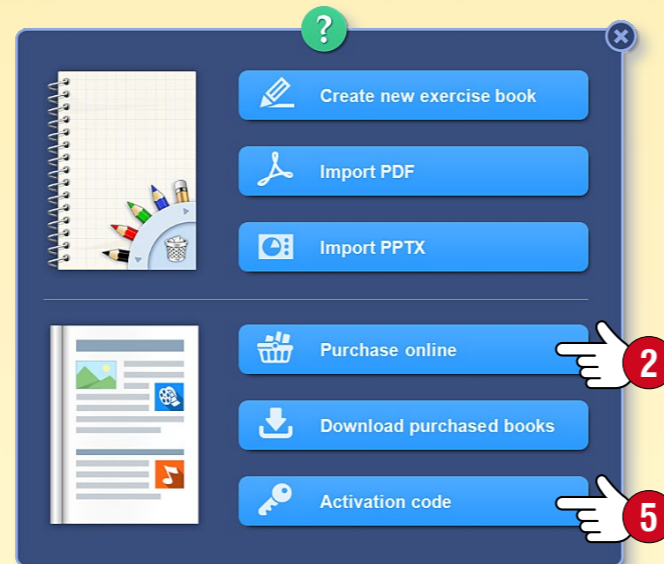 ?
Create new exercise book
Import PDF
Import PPTX
Purchase online
2
Download purchased books
Activation code
5